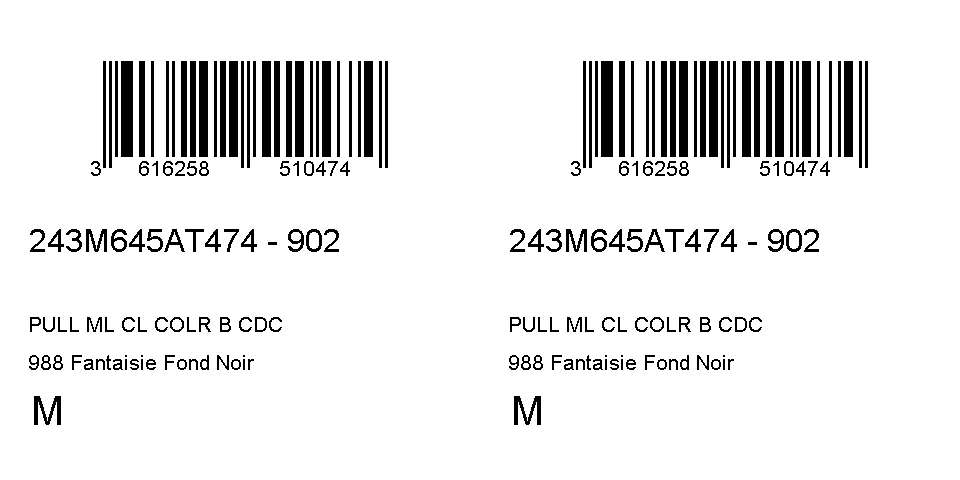 3 616258 510474
243M645AT474 - 902
PULL ML CL COLR B CDC
988 Fantaisie Fond Noir
M
3 616258 510474
243M645AT474 - 902
PULL ML CL COLR B CDC
988 Fantaisie Fond Noir
M